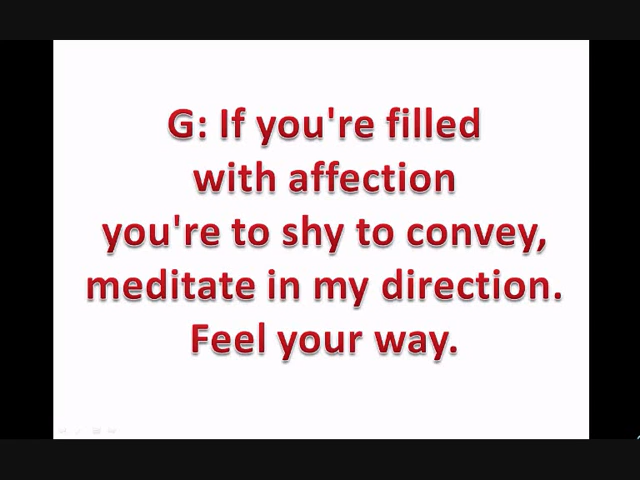 G: If you're filled
with affection
you're to shy to convey,
meditate in my direction.
Feel your way.